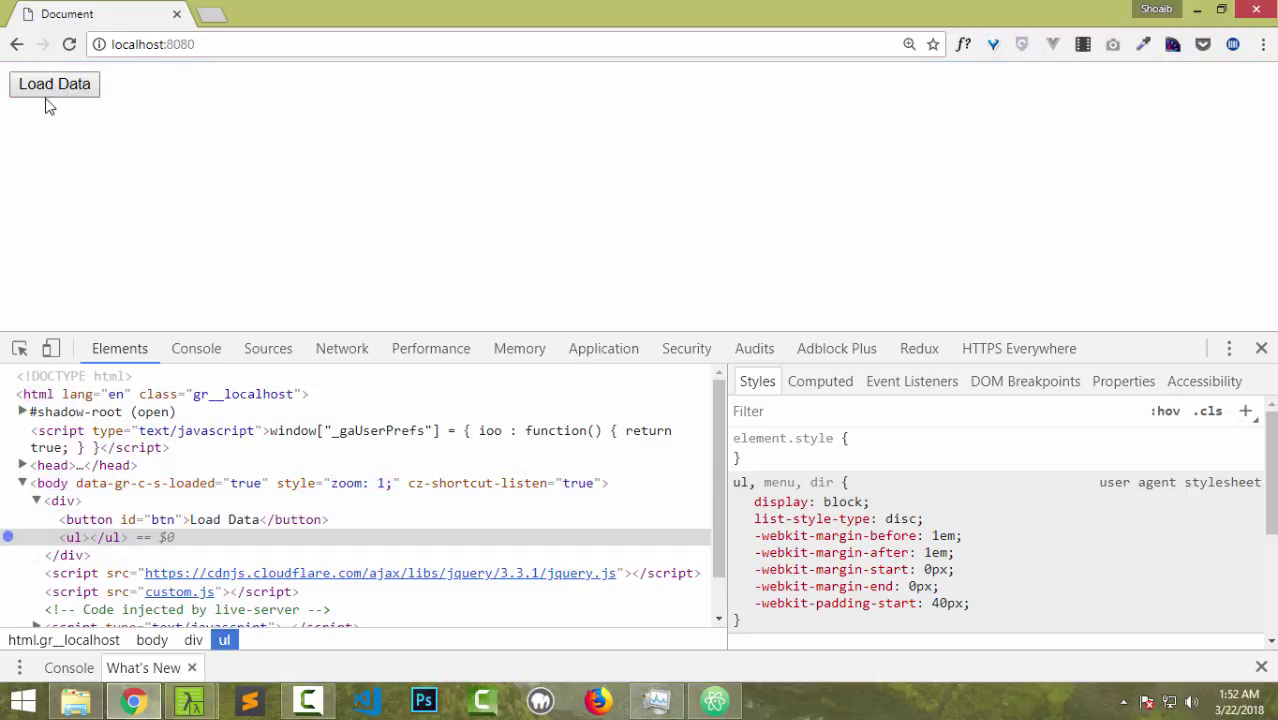 Document
Shoaib
localhost:8080
f?
Load Data
Elements Console Sources Network Performance Memory Application Security Audits Adblock Plus Redux HTTPS Everywhere
<!DOCTYPE html>
<html lang="en" class="gr__localhost">
#shadow-root (open)
<script type="text/javascript">window["_gaUserPrefs"] = { ioo : function() { return
true; } }</script>
<head>…</head>
<body data-gr-c-s-loaded="true" style="zoom: 1;" cz-shortcut-listen="true">
<div>
<button id="btn">Load Data</button>
<ul></ul> == $0
</div>
<script src="https://cdnjs.cloudflare.com/ajax/libs/jquery/3.3.1/jquery.js"></script>
<script src="custom.js"></script>
<!-- Code injected by live-server -->
<script type="text/javascript">…</script>
html.gr__localhost body div ul
Styles Computed Event Listeners DOM Breakpoints Properties Accessibility
Filter :hov .cls
element.style {
}
ul, menu, dir { user agent stylesheet
display: block;
list-style-type: disc;
-webkit-margin-before: 1em;
-webkit-margin-after: 1em;
-webkit-margin-start: 0px;
-webkit-margin-end: 0px;
-webkit-padding-start: 40px;
}
Console What's New
Ps
1:52 AM
3/22/2018